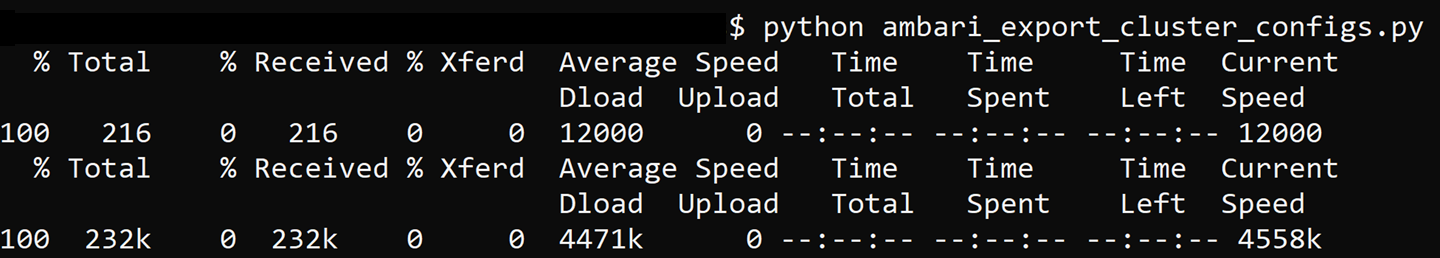 $ python ambari_export_cluster_configs.py
% Total % Received % Xferd Average Speed Time Time Time Current
Dload Upload Total Spent Left Speed
100 216 0 216 0 0 12000 0 --:--:-- --:--:-- --:--:-- 12000
% Total % Received % Xferd Average Speed Time Time Time Current
Dload Upload Total Spent Left Speed
100 232k 0 232k 0 0 4471k 0 --:--:-- --:--:-- --:--:-- 4558k